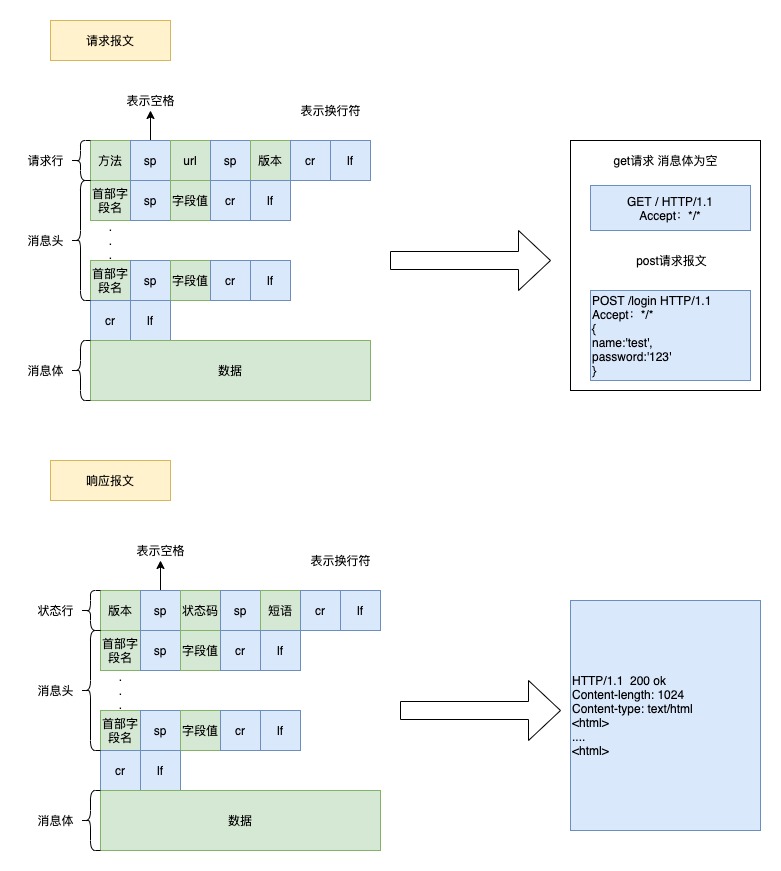 请求报文
表示空格
表示换行符
请求行
方法 sp url sp 版本 cr lf
首部字
段名 sp 字段值 cr lf
消息头
.
.
.
首部字
段名 sp 字段值 cr lf
cr lf
消息体
数据
get请求 消息体为空
GET / HTTP/1.1
Accept：*/*
post请求报文
POST /login HTTP/1.1
Accept：*/*
{
name:'test',
password:'123'
}
响应报文
表示空格
表示换行符
状态行
版本 sp 状态码 sp 短语 cr lf
首部字
段名 sp 字段值 cr lf
消息头
.
.
.
首部字
段名 sp 字段值 cr lf
cr lf
消息体
数据
HTTP/1.1 200 ok
Content-length: 1024
Content-type: text/html
<html>
....
<html>